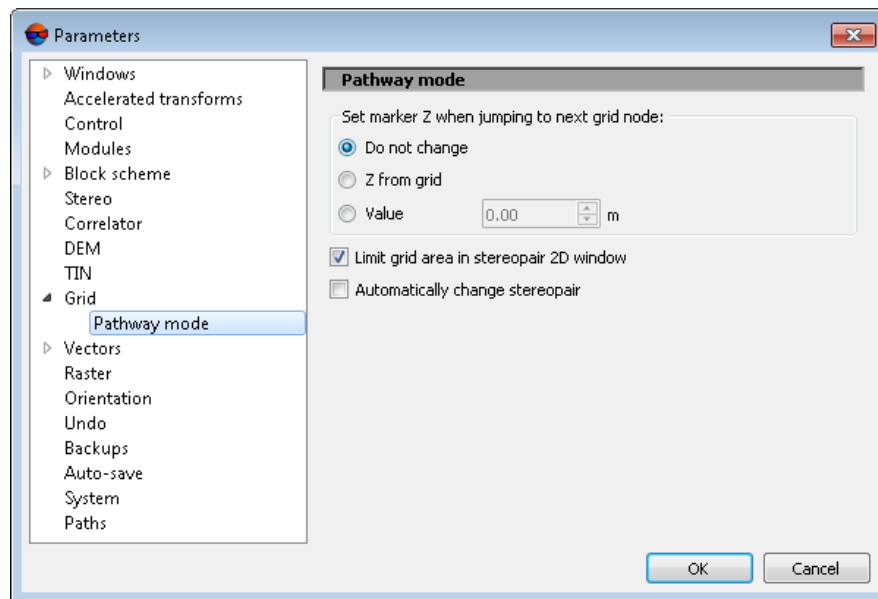 Parameters
Windows
Accelerated transforms
Control
Modules
Block scheme
Stereo
Correlator
DEM
TIN
Grid
Pathway mode
Vectors
Raster
Orientation
Undo
Backups
Auto-save
System
Paths
Pathway mode
Set marker Z when jumping to next grid node:
Do not change
Z from grid
Value 0.00 m
Limit grid area in stereopair 2D window
Automatically change stereopair
OK Cancel